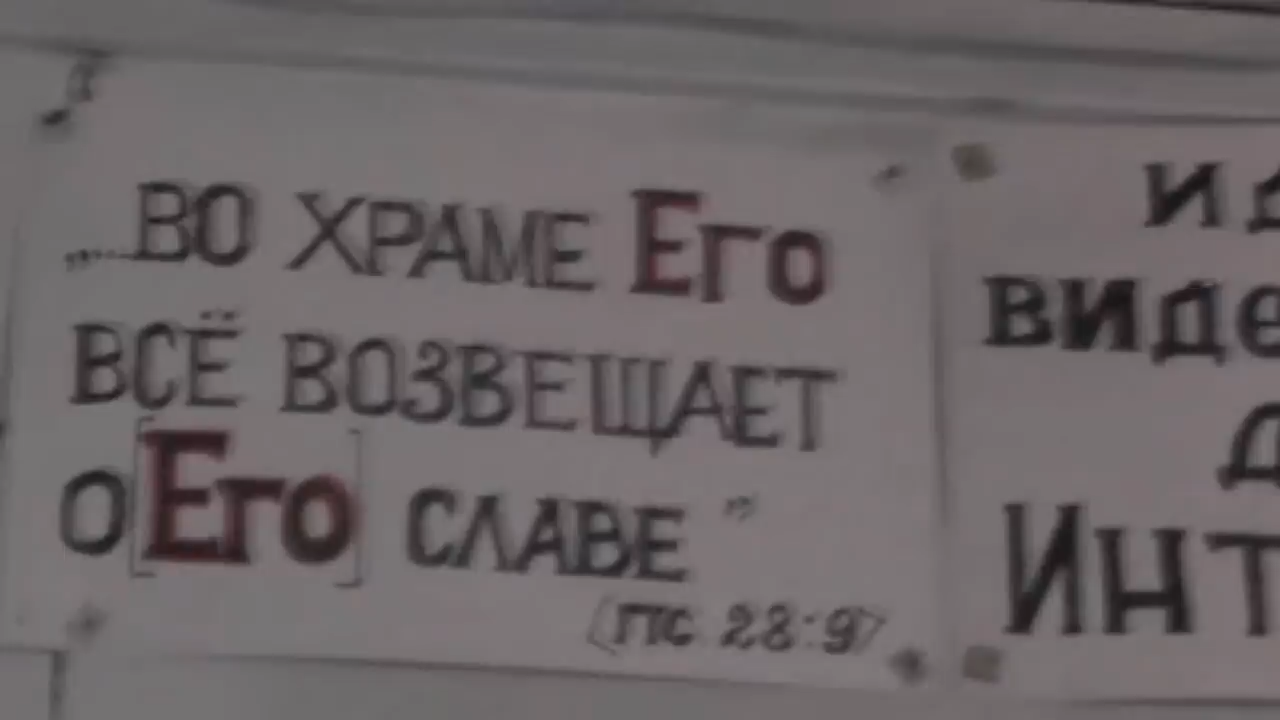 „...ВО ХРАМЕ Его
ВСЁ ВОЗВЕЩАЕТ
О [Его] СЛАВЕ”
(ПС 28:9)
и
виде
Инт